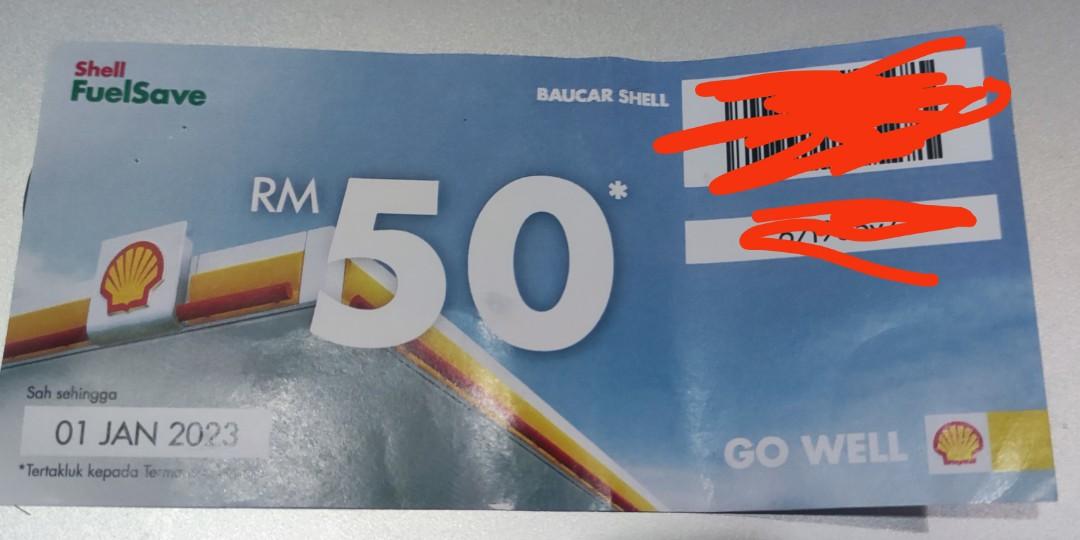 Shell
FuelSave
BAUCAR SHELL
RM 50*
Sah sehingga
01 JAN 2023
*Tertakluk kepada
GO WELL